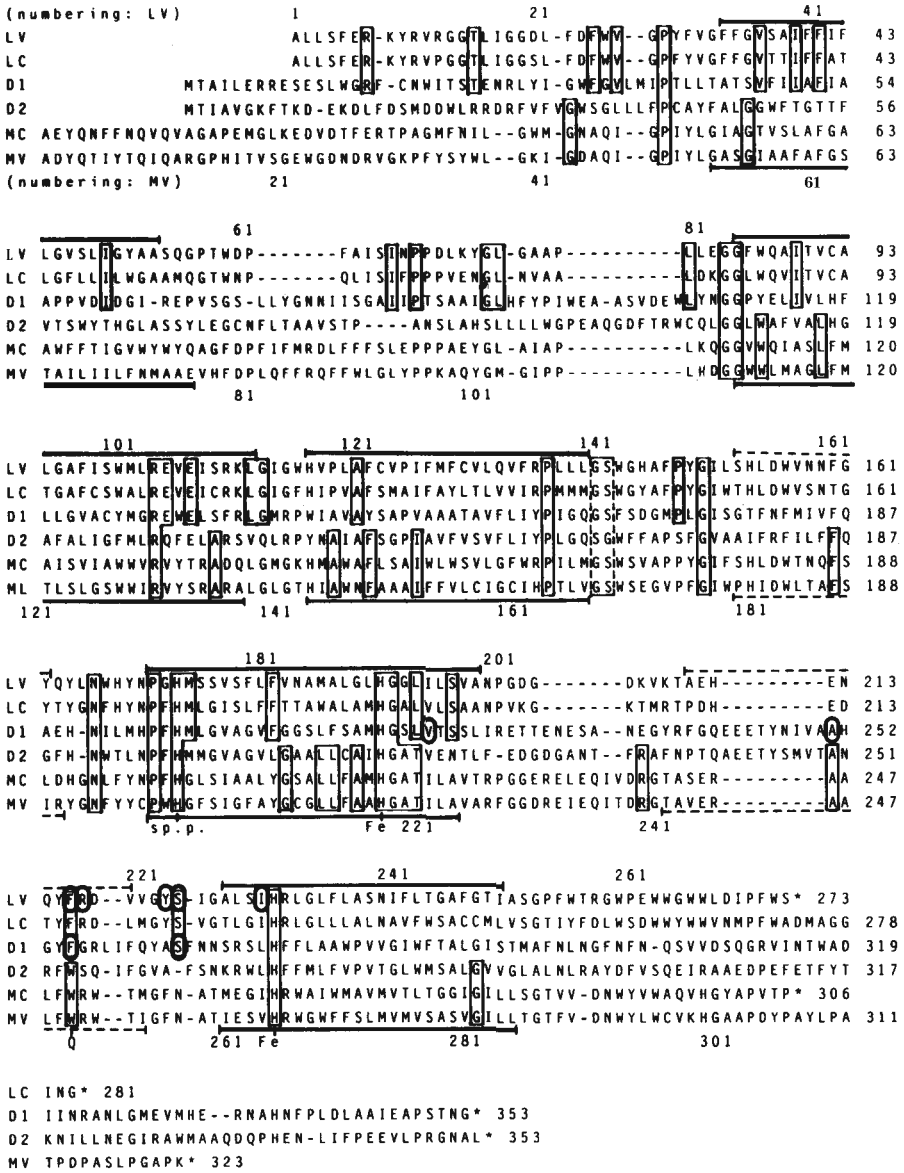 (numbering: LV) 1 21 41
LV ALLSFERKYRVRGGTLIGGDL-FDFWV-GPYFVGFFGVSAIFFIF 43
LC ALLSFERKYRVPGGTLIGGSL-FDFWV-GPFYVGFFGVTTIFFAT 43
D1 MTAILERRESESLWGRF-CNWITSTENRLYI-GWFGVLMIPTLLTATSVFIIAFIA 54
D2 MTIAVGKFTKD-EKDLFDSMDDWLRRDRFVFVGWSGLLLFPCAYFALGGWFTGTTF 56
MC AEYQNFFNQVQVAGAPEMGLKEDVDTFERTPAGMFNIL--GWM-GNAQI-GPIYLGIAGTVSLAFGA 63
MV ADYQTIYTQIQARGPHITVSGEWGDNDRVGKPFYSYWL--GKI-GDAQI-GPIYLGASGIAAFAFGS 63
(numbering: MV) 21 41 61
61 81
LV LGVSLIGYAASQGPTWDP-------FAISINPPDLKYGL-GAAP----------LLEGGFWQAITVCA 93
LC LGFLLILWGAAMQGTWNP-------QLISIFPPPVENGL-NVAA----------LDKGGLWQVITVCA 93
D1 APPVDIDGI-REPVSGS-LLYGNNIISGAIIPTSAAIGLHFYPIWEA-ASVDEWLYNGGPYELIVLHF 119
D2 VTSWYTHGLASSYLEGCNFLTAAVSTP----ANSLAHSLLLLWGPEAQGDFTRWCQLGGLWAFVALHG 119
MC AWFFTIGVWYWYQAGFDPFIFMRDLFFFSLEPPPAEYGL-AIAP---------LKQGGVWQIASLFM 120
MV TAILIILFNMAAEVHFDPLQFFRQFFWLGLYPPKAQYGM-GIPP---------LHDGGWWLMAGLFM 120
81 101
101 121 141 161
LV LGAFISWMLREVEISRKLGIGWHVPLAFCVPIFMFCVLQVFRPLLLGSWGHAFPYGILSHLDWVNNFG 161
LC TGAFCSWALREVEICRKLGIGFHIPVAFSMAIFAYLTLVVIRPMMMGSWGYAFPYGIWTHLDWVSNTG 161
D1 LLGVACYMGREWELSFRLGMRPWIAVAYSAPVAAATAVFLIYPIGQGSFSDGMPLGISGTFNFMIVFQ 187
D2 AFALIGFMLRQFELARSVQLRPYNAIAFSGPIAVFVSVFLIYPLGQSGWFFAPSFGVAAIFRFILFFQ 187
MC AISVIAWWVRVYTRADQLGMGKHMAWAFLSAIWLWSVLGFWRPILMGSWSVAPPYGIFSHLDWTNQFS 188
ML TLSLGSWWIRVYSRARALGLGTHIAWNFAAAIFFVLCIGCIHPTLVGSWSEGVPFGIWPHIDWLTAFS 188
121 141 161 181
181 201
LV YQYLNWHYNPGHMSSVSFLFVNAMALGLHGGLILSVANPGDG-------DKVKTAEH---------EN 213
LC YTYGNFHYNPFHMLGISLFFTTAWALAMHGALVLSAANPVKG-------KTMRTPDH---------ED 213
D1 AEH-NILMHPFHMLGVAGVFGGSLFSAMHGSLVTSSLIRETTENESA--NEGYRFGQEEETYNIVAAH 252
D2 GFH-NWTLNPFHMMGVAGVLGAALLCAIHGATVENTLF-EDGDGANT--FRAFNPTQAEETYSMVTAN 251
MC LDHGNLFYNPFHGLSIAALYGSALLFAMHGATILAVTRPGGERELEQIVDRGTASER---------AA 247
MV IRYGNFYYCPWHGFSIGFAYGCGLLFAAHGATILAVARFGGDREIEQITDRGTAVER---------AA 247
sp.p. Fe 221 241
221 241 261
LV QYFRD--VVGYS-IGALSIHRLGLFLASNIFLTGAFGTIASGPFWTRGWPEWWGWWLDIPFWS* 273
LC TYFRD--LMGYS-VGTLGIHRLGLLLALNAVFWSACCMLVSGTIYFDLWSDWWYWWVNMPFWADMAGG 278
D1 GYFGRLIFQYASFNNSRSLHFFLAAWPVVGIWFTALGISTMAFNLNGFNFN-QSVVDSQGRVINTWAD 319
D2 RFWSQ-IFGVA-FSNKRWLHFFMLFVPVTGLWMSALGVVGLALNLRAYDFVSQEIRAAEDPEFETFYT 317
MC LFWRW--TMGFN-ATMEGIHRWAIWMAVMVTLTGGIGILLSGTVV-DNWYVWAQVHGYAPVTP* 306
MV LFWRW--TIGFN-ATIESVHRWGWFFSLMVMVSASVGILLTGTFV-DNWYLWCVKHGAAPDYPAYLPA 311
Q 261 Fe 281 301
LC ING* 281
D1 IINRANLGMEVMHE--RNAHNFPLDLAAIEAPSTNG* 353
D2 KNILLNEGIRAWMAAQDQPHEN-LIFPEEVLPRGNAL* 353
MV TPDPASLPGAPK* 323